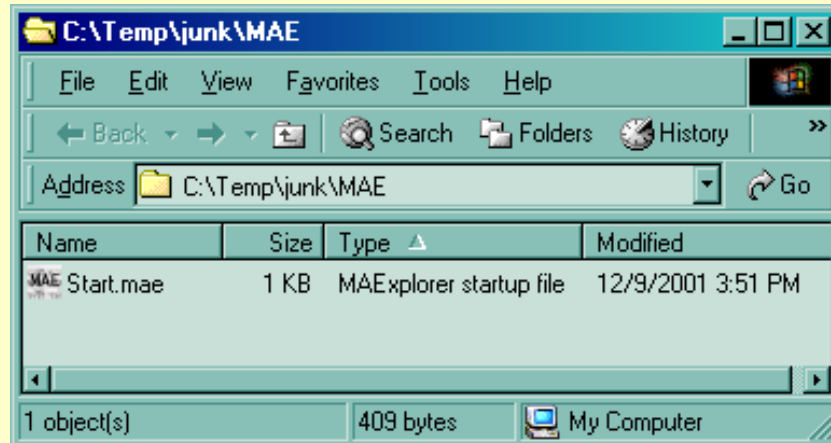 C:\Temp\junk\MAE
File Edit View Favorites Tools Help
Back Search Folders History »
Address C:\Temp\junk\MAE Go
Name Size Type Modified
MAE Start.mae 1 KB MAExplorer startup file 12/9/2001 3:51 PM
1 object(s) 409 bytes My Computer